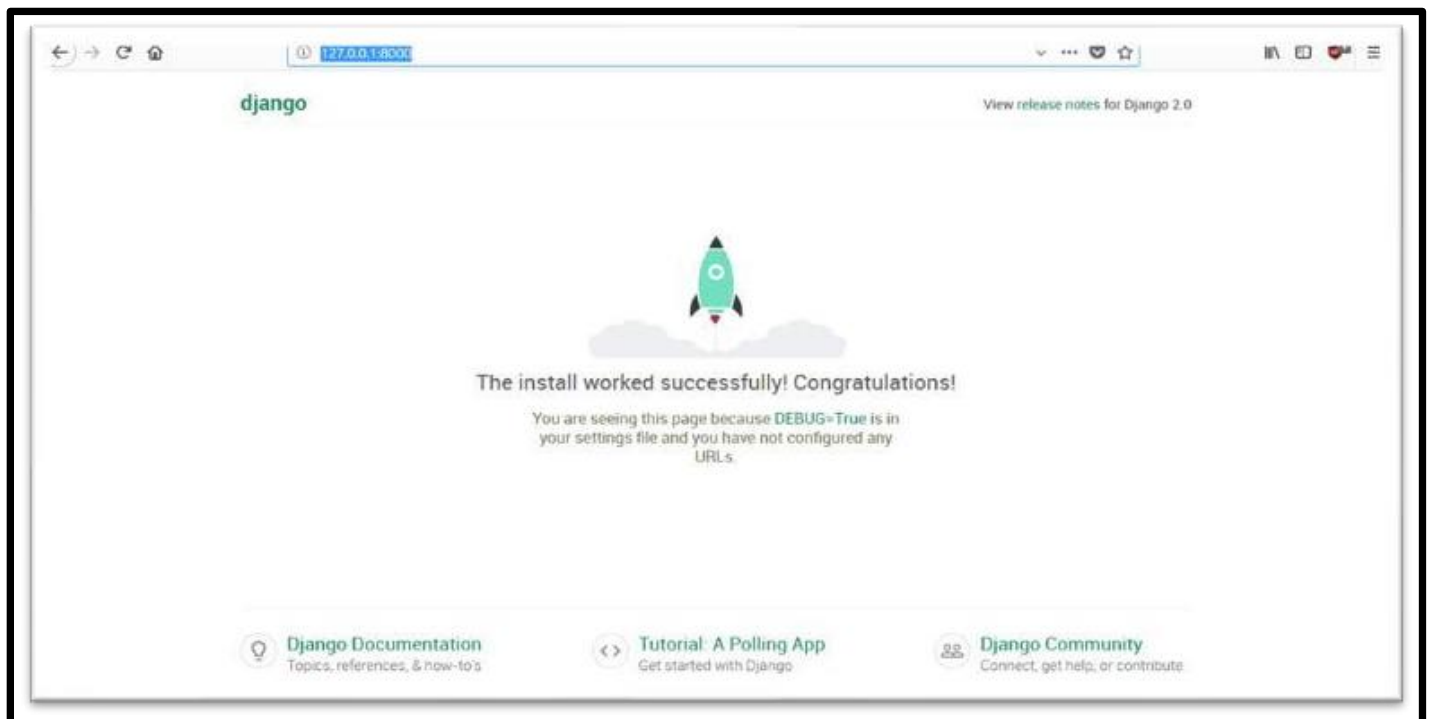 127.0.0.1:8000
django
View release notes for Django 2.0
The install worked successfully! Congratulations!
You are seeing this page because DEBUG=True is in
your settings file and you have not configured any
URLs.
Django Documentation
Topics, references, & how-to's
Tutorial: A Polling App
Get started with Django
Django Community
Connect, get help, or contribute